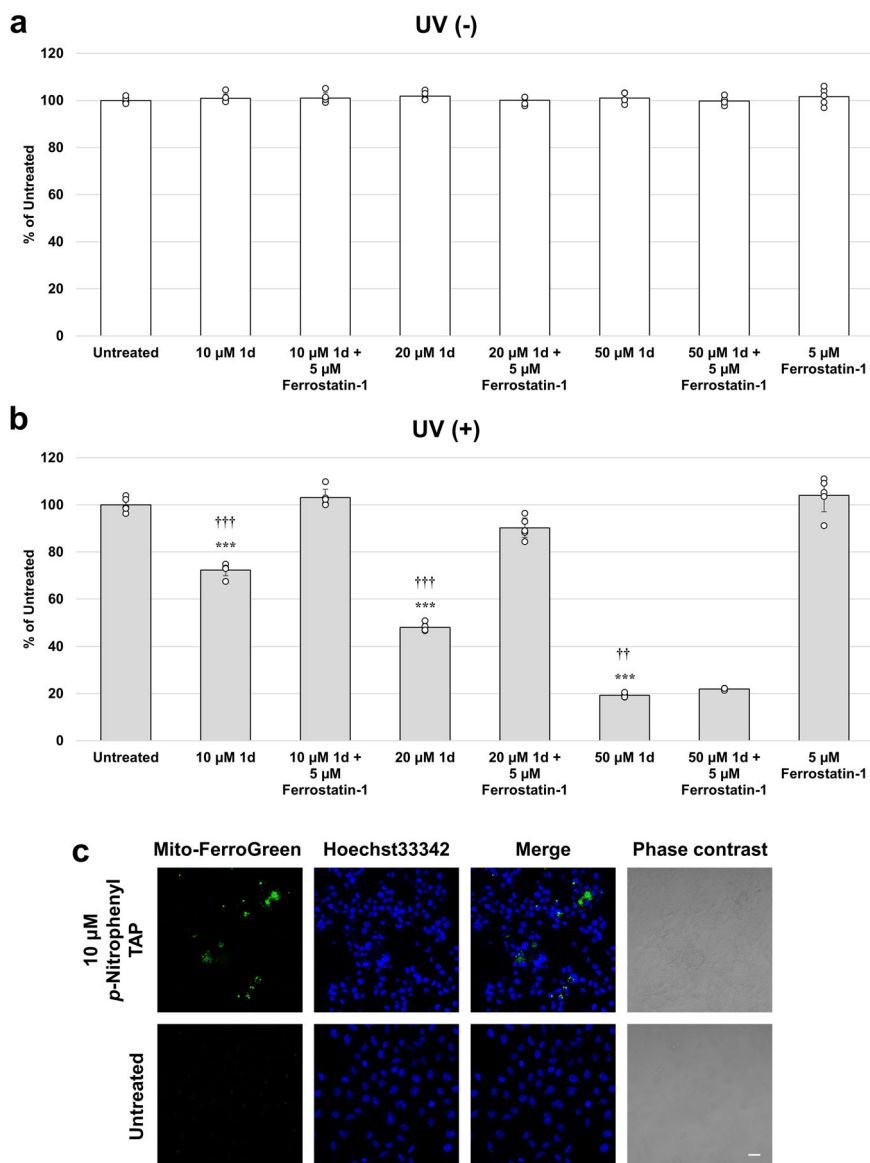 a
UV (-)
120
100
80
60
40
20
0
% of Untreated
Untreated
10 μM 1d
10 μM 1d +
5 μM
Ferrostatin-1
20 μM 1d
20 μM 1d + 5 μM
Ferrostatin-1
50 μM 1d
50 μM 1d + 5 μM
Ferrostatin-1
5 μM
Ferrostatin-1
b
UV (+)
120
100
80
60
40
20
0
% of Untreated
†††
***
†††
***
††
***
Untreated
10 μM 1d
10 μM 1d +
5 μM
Ferrostatin-1
20 μM 1d
20 μM 1d + 5 μM
Ferrostatin-1
50 μM 1d
50 μM 1d + 5 μM
Ferrostatin-1
5 μM
Ferrostatin-1
c
Mito-FerroGreen
Hoechst33342
Merge
Phase contrast
10 μM
p-Nitrophenyl
TAP
Untreated